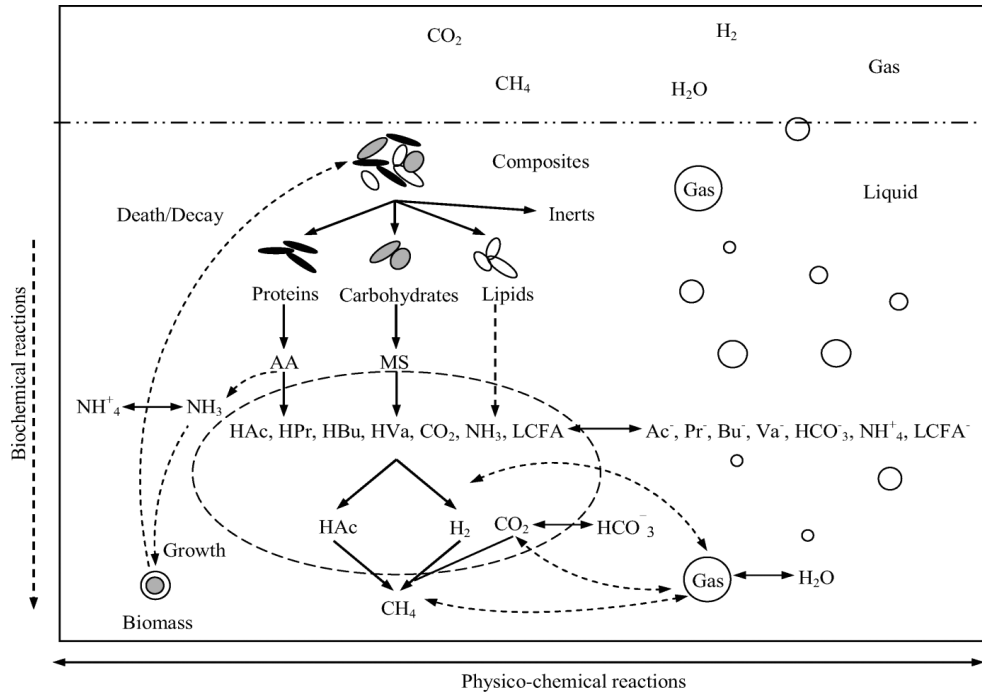 CO₂
H₂
Gas
CH₄
H₂O
Composites
Gas
Liquid
Death/Decay
Inerts
Proteins
Carbohydrates
Lipids
AA
MS
NH⁺₄
NH₃
HAc, HPr, HBu, HVa, CO₂, NH₃, LCFA
Ac⁻, Pr⁻, Bu⁻, Va⁻, HCO⁻₃, NH⁺₄, LCFA⁻
HAc
H₂
CO₂
HCO⁻₃
Growth
Gas
H₂O
CH₄
Biomass
Biochemical reactions
Physico-chemical reactions